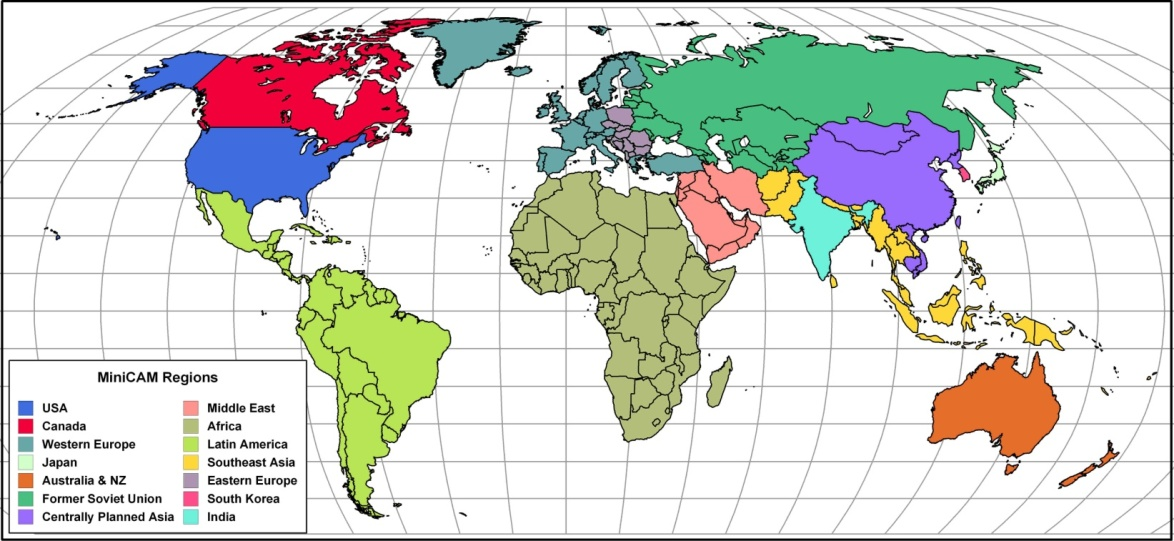 MiniCAM Regions
USA
Canada
Western Europe
Japan
Australia & NZ
Former Soviet Union
Centrally Planned Asia
Middle East
Africa
Latin America
Southeast Asia
Eastern Europe
South Korea
India